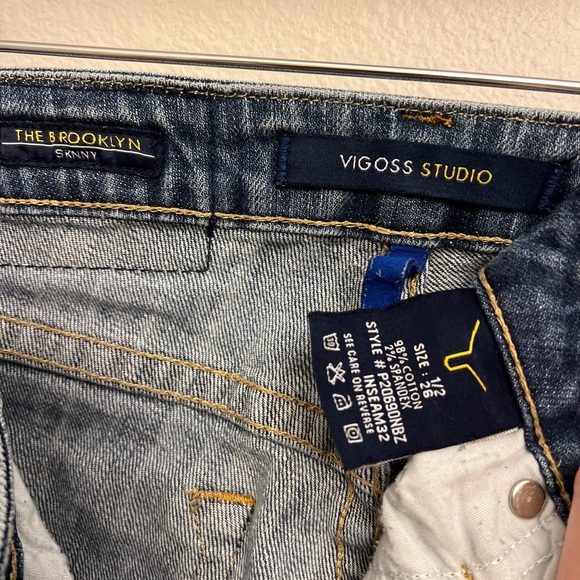 THE BROOKLYN
SKNNY
VIGOSS STUDIO
1/2
SIZE : 26
98% COTTON
2% SPANDEX
STYLE # P20B90NBZ
INSEAM32
SEE CARE ON REVERSE